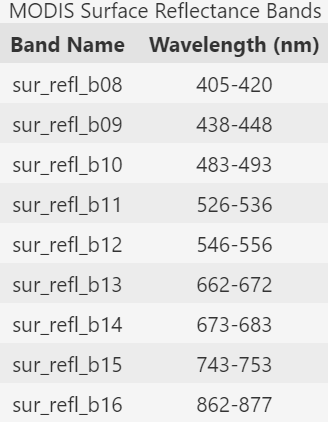 MODIS Surface Reflectance Bands
Band Name Wavelength (nm)
sur_refl_b08 405-420
sur_refl_b09 438-448
sur_refl_b10 483-493
sur_refl_b11 526-536
sur_refl_b12 546-556
sur_refl_b13 662-672
sur_refl_b14 673-683
sur_refl_b15 743-753
sur_refl_b16 862-877